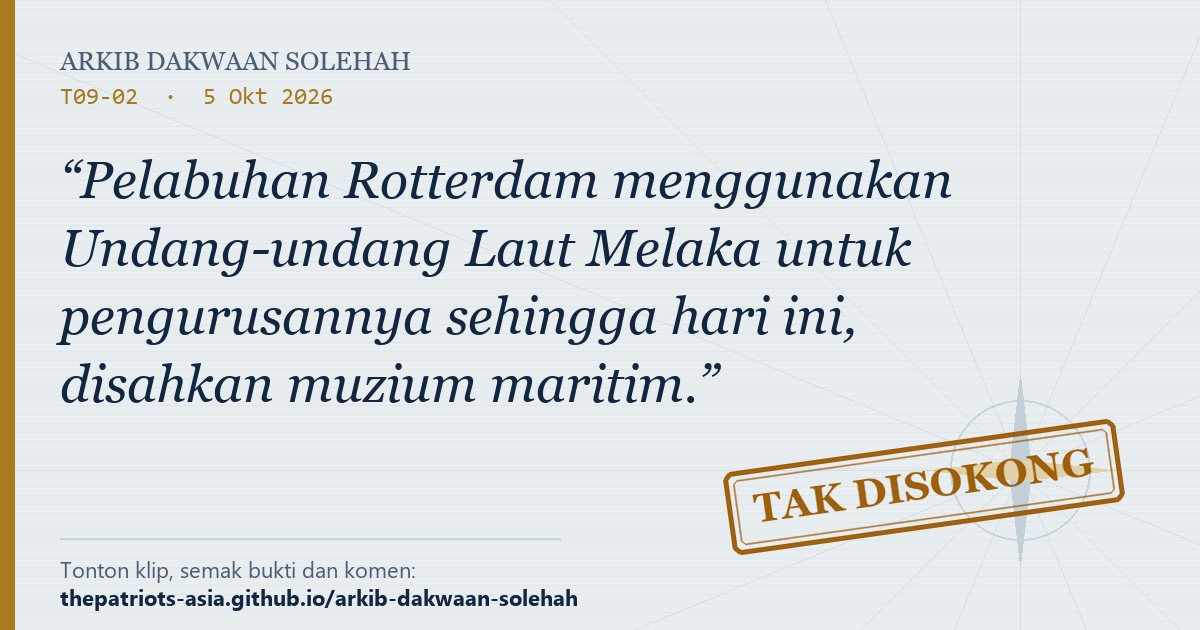 ARKIB DAKWAAN SOLEHAH
T09-02 · 5 Okt 2026
“Pelabuhan Rotterdam menggunakan
Undang-undang Laut Melaka untuk
pengurusannya sehingga hari ini,
disahkan muzium maritim.”
TAK DISOKONG
Tonton klip, semak bukti dan komen:
thepatriots-asia.github.io/arkib-dakwaan-solehah